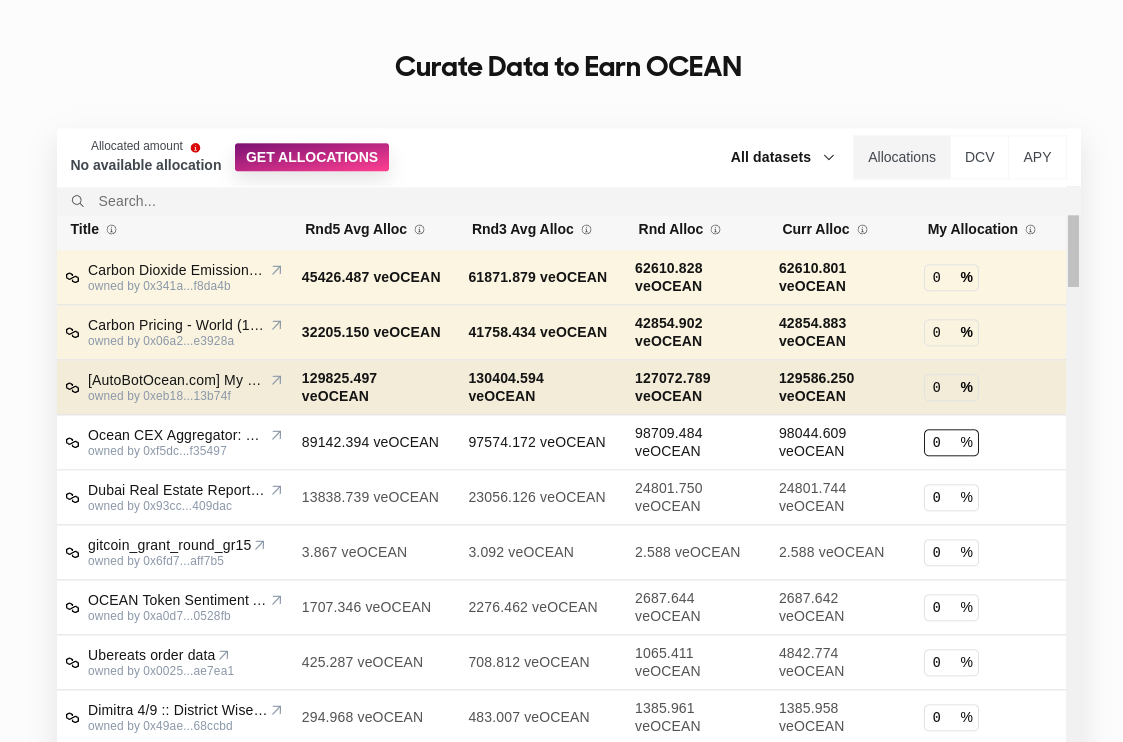 Curate Data to Earn OCEAN
Allocated amount
No available allocation
GET ALLOCATIONS
All datasets
Allocations
DCV
APY
Search...
Title Rnd5 Avg Alloc Rnd3 Avg Alloc Rnd Alloc Curr Alloc My Allocation
Carbon Dioxide Emission…
owned by 0x341a...f8da4b
45426.487 veOCEAN
61871.879 veOCEAN
62610.828
veOCEAN
62610.801
veOCEAN
0 %
Carbon Pricing - World (1…
owned by 0x06a2...e3928a
32205.150 veOCEAN
41758.434 veOCEAN
42854.902
veOCEAN
42854.883
veOCEAN
0 %
[AutoBotOcean.com] My …
owned by 0xeb18...13b74f
129825.497
veOCEAN
130404.594
veOCEAN
127072.789
veOCEAN
129586.250
veOCEAN
0 %
Ocean CEX Aggregator: …
owned by 0xf5dc...f35497
89142.394 veOCEAN
97574.172 veOCEAN
98709.484
veOCEAN
98044.609
veOCEAN
0 %
Dubai Real Estate Report…
owned by 0x93cc...409dac
13838.739 veOCEAN
23056.126 veOCEAN
24801.750
veOCEAN
24801.744
veOCEAN
0 %
gitcoin_grant_round_gr15
owned by 0x6fd7...aff7b5
3.867 veOCEAN
3.092 veOCEAN
2.588 veOCEAN
2.588 veOCEAN
0 %
OCEAN Token Sentiment …
owned by 0xa0d7...0528fb
1707.346 veOCEAN
2276.462 veOCEAN
2687.644
veOCEAN
2687.642
veOCEAN
0 %
Ubereats order data
owned by 0x0025...ae7ea1
425.287 veOCEAN
708.812 veOCEAN
1065.411
veOCEAN
4842.774
veOCEAN
0 %
Dimitra 4/9 :: District Wise…
owned by 0x49ae...68ccbd
294.968 veOCEAN
483.007 veOCEAN
1385.961
veOCEAN
1385.958
veOCEAN
0 %